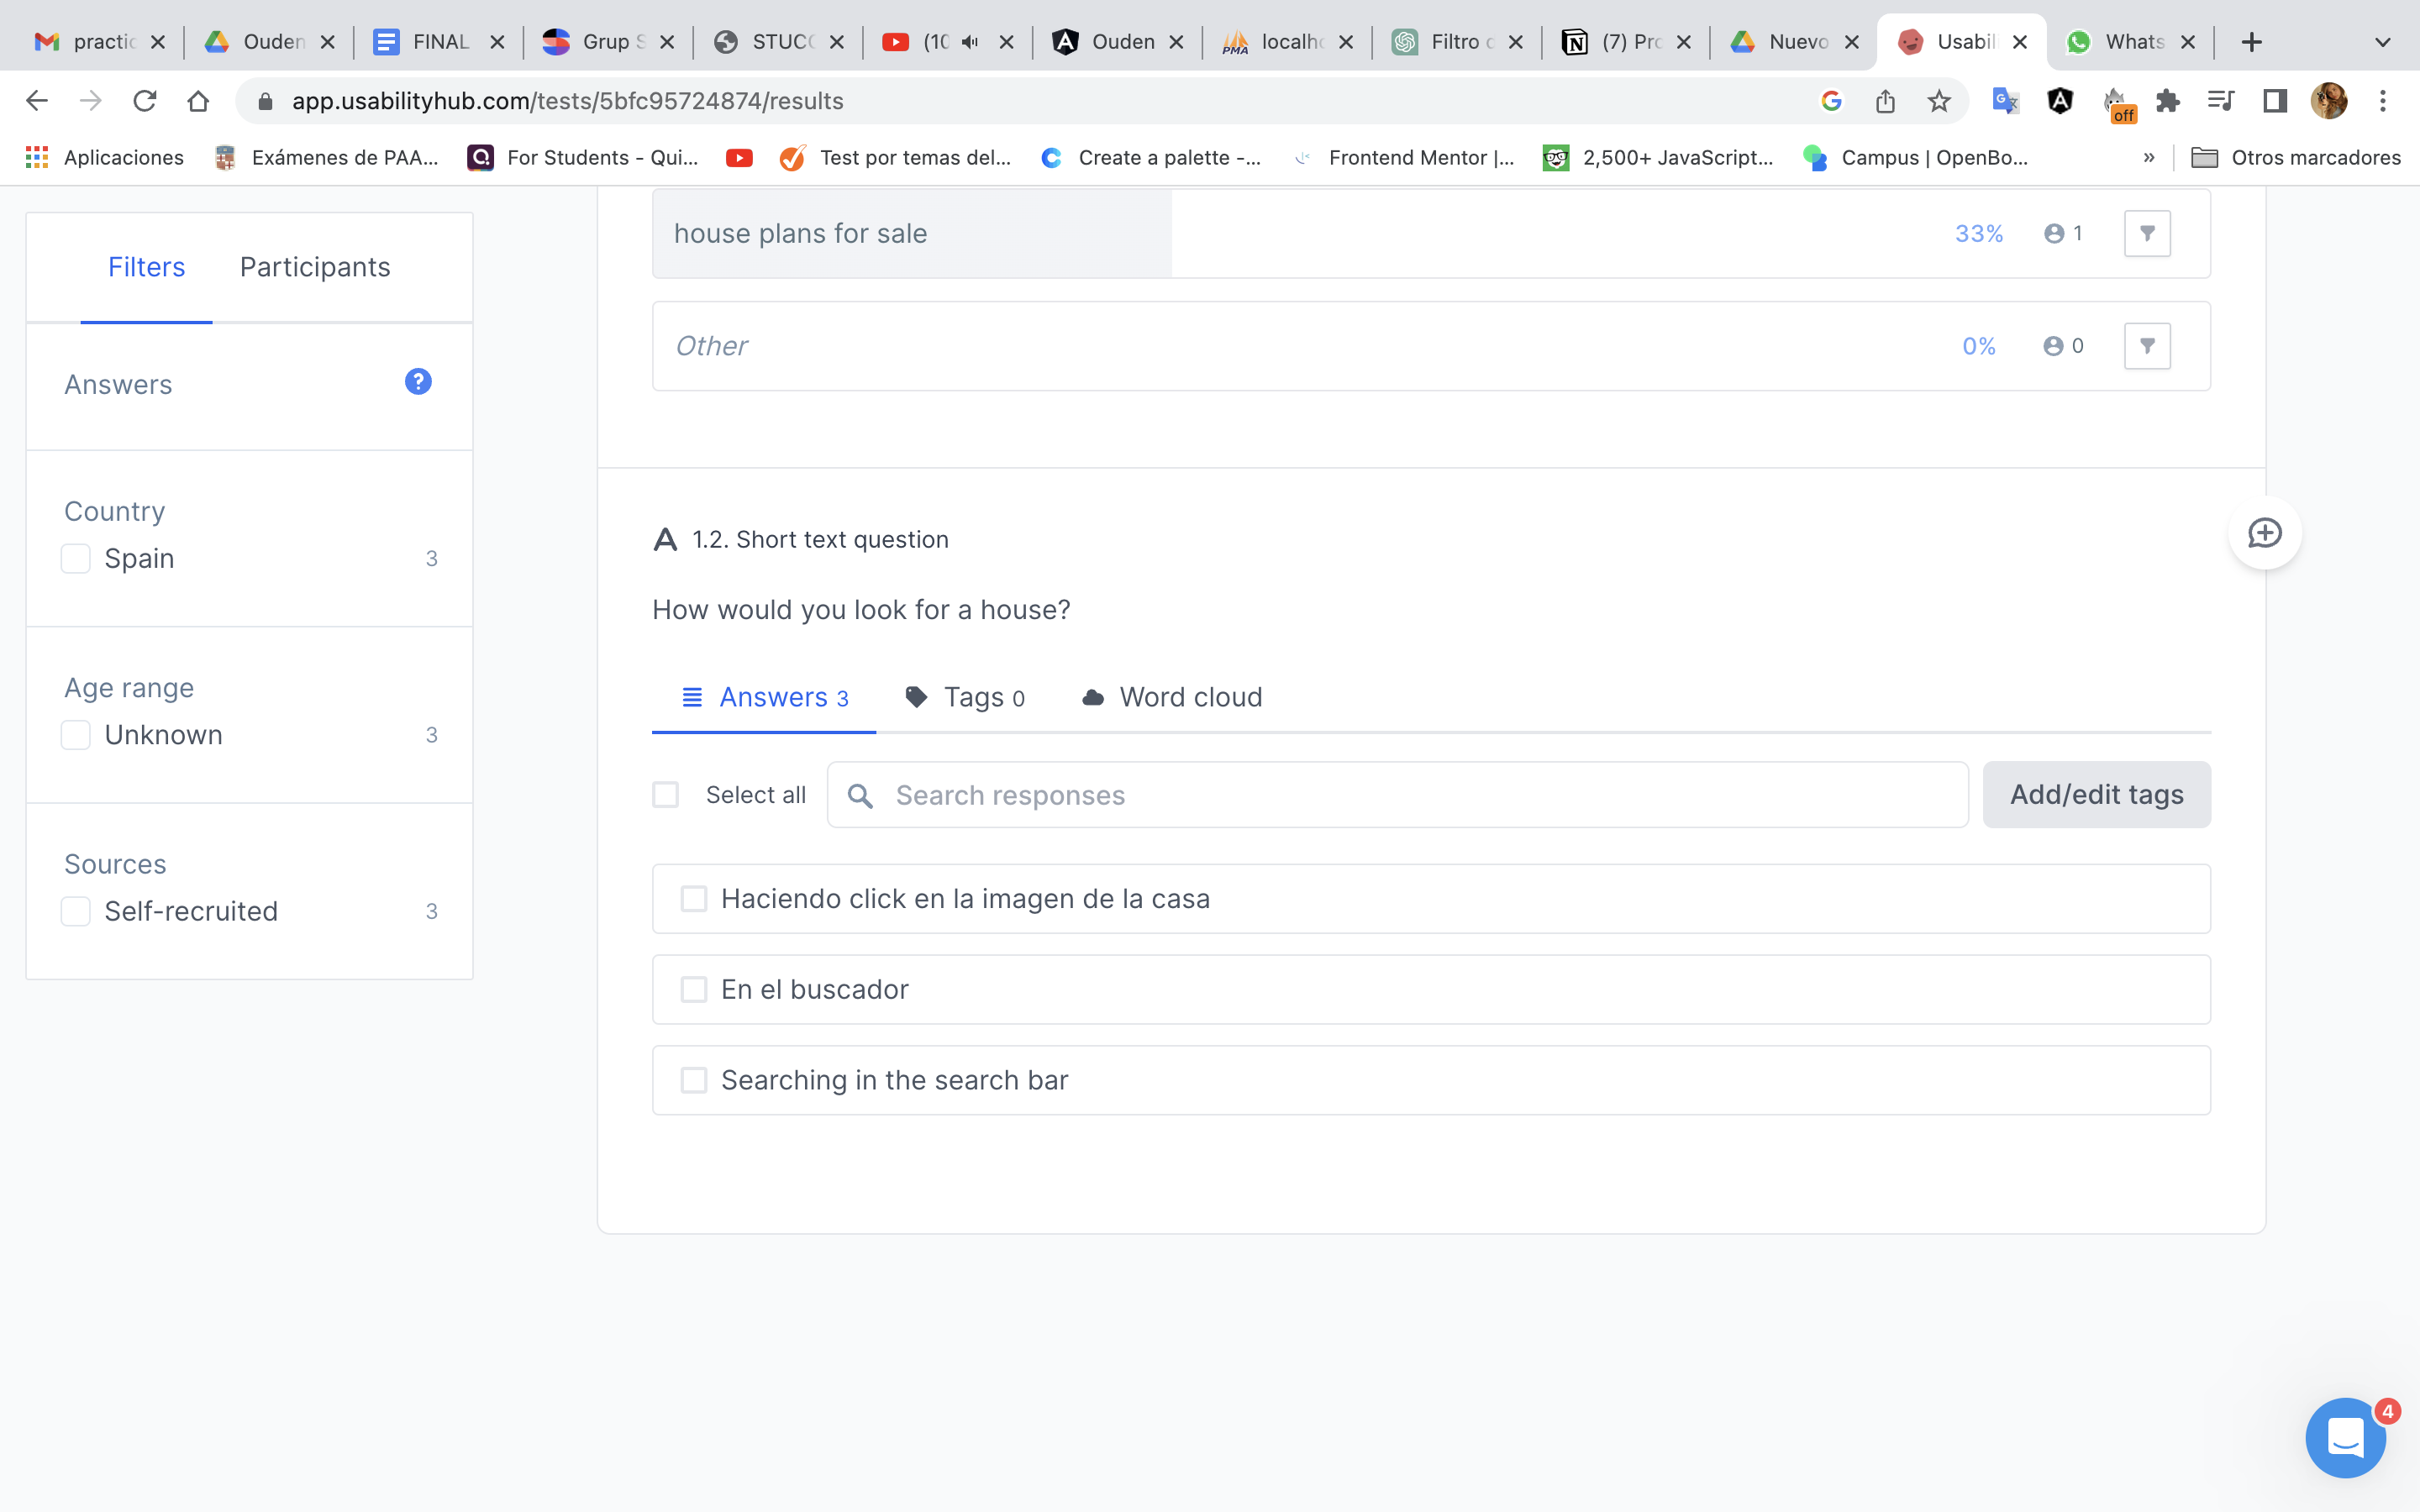 practic
Ouden
FINAL
Grup S
STUCC
(10
Ouden
localho
Filtro d
(7) Pro
Nuevo
Usabil
Whats
app.usabilityhub.com/tests/5bfc95724874/results
off
Aplicaciones
Exámenes de PAA...
For Students - Qui...
Test por temas del...
Create a palette -...
Frontend Mentor |...
2,500+ JavaScript...
Campus | OpenBo...
»
Otros marcadores
Filters
Participants
Answers
?
Country
Spain 3
Age range
Unknown 3
Sources
Self-recruited 3
house plans for sale 33% 1
Other 0% 0
1.2. Short text question
How would you look for a house?
Answers 3
Tags 0
Word cloud
Select all
Search responses
Add/edit tags
Haciendo click en la imagen de la casa
En el buscador
Searching in the search bar
4